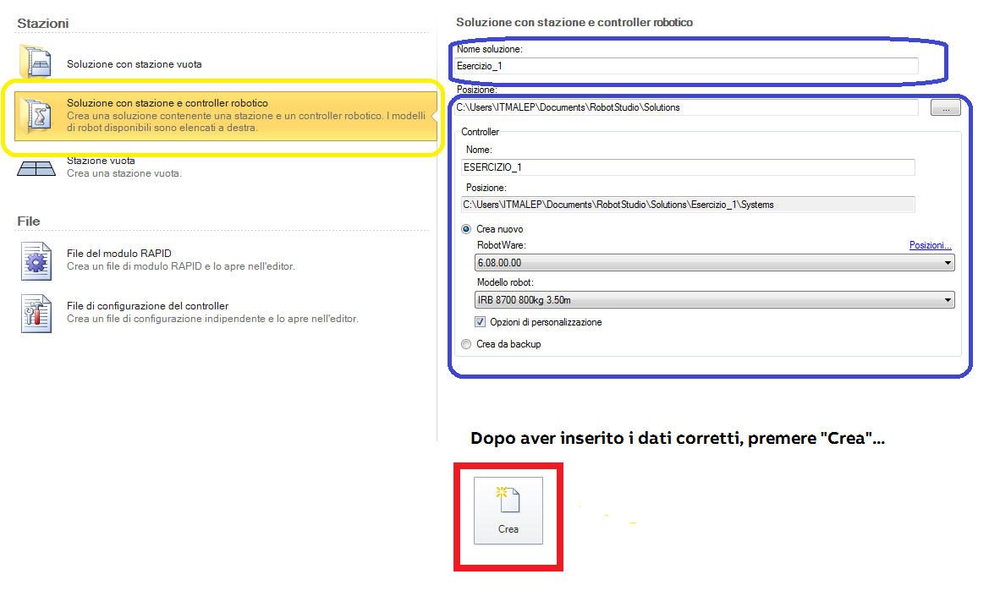 Stazioni
Soluzione con stazione vuota
Soluzione con stazione e controller robotico
Crea una soluzione contenente una stazione e un controller robotico. I modelli
di robot disponibili sono elencati a destra.
Stazione vuota
Crea una stazione vuota.
File
File del modulo RAPID
Crea un file di modulo RAPID e lo apre nell'editor.
File di configurazione del controller
Crea un file di configurazione indipendente e lo apre nell'editor.
Soluzione con stazione e controller robotico
Nome soluzione:
Esercizio_1
Posizione:
C:\Users\ITMALEP\Documents\RobotStudio\Solutions
...
Controller
Nome:
ESERCIZIO_1
Posizione:
C:\Users\ITMALEP\Documents\RobotStudio\Solutions\Esercizio_1\Systems
Crea nuovo
RobotWare:
Posizioni...
6.08.00.00
Modello robot:
IRB 8700 800kg 3.50m
Opzioni di personalizzazione
Crea da backup
Dopo aver inserito i dati corretti, premere "Crea"...
Crea